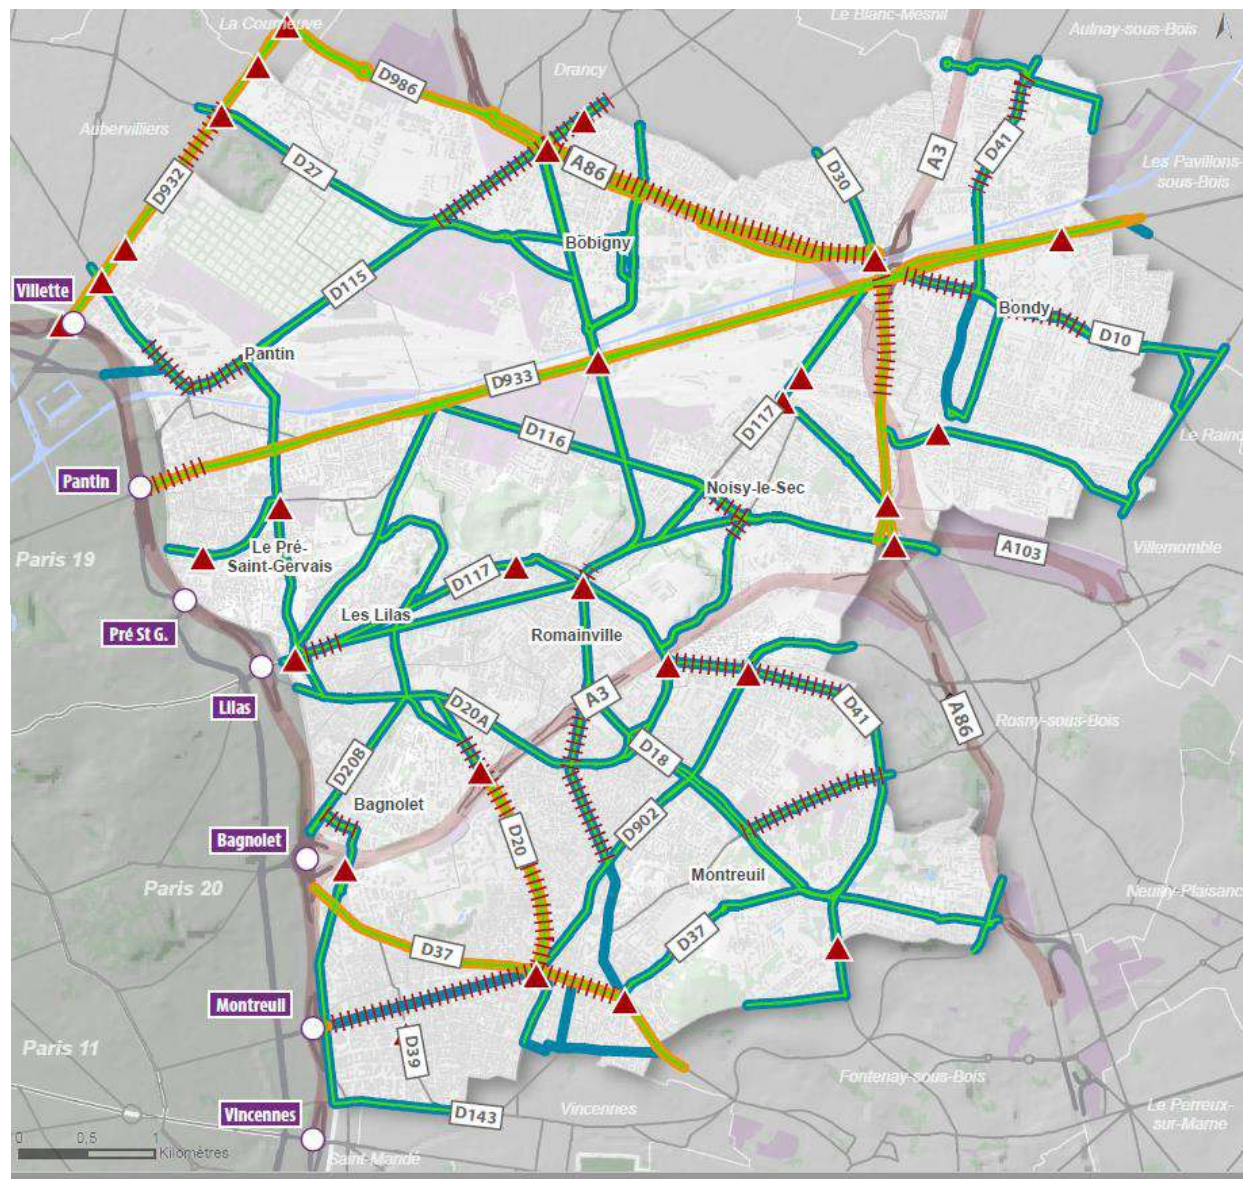 La Courneuve
Le Blanc-Mesnil
Aulnay-sous-Bois
Drancy
D986
Aubervilliers
D27
A86
D30
A3
D41
Les Pavillons-
sous-Bois
D932
Bobigny
D115
Villette
Bondy
D10
Pantin
D933
D117
D116
Le Rainc
Pantin
Noisy-le-Sec
Paris 19
Le Pré-
Saint-Gervais
A103
Villemomble
D117
Les Lilas
Romainville
Pré St G.
Lilas
D20A
A3
D41
A86
Rosny-sous-Bois
D20B
D18
Bagnolet
D902
Bagnolet
D20
Paris 20
Montreuil
Neuilly-Plaisanc
D37
D37
Montreuil
Paris 11
D39
Fontenay-sous-Bois
Vincennes
D143
Vincennes
Le Perreux-
sur-Marne
0 0,5 1
Kilomètres
Saint-Mandé